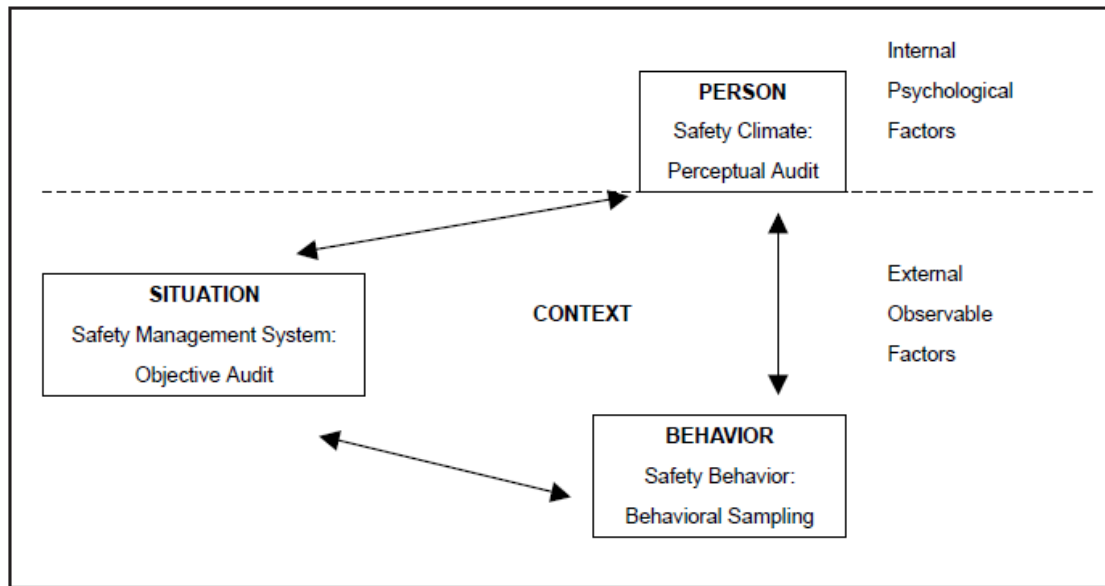 PERSON
Safety Climate:
Perceptual Audit
Internal
Psychological
Factors
SITUATION
Safety Management System:
Objective Audit
CONTEXT
External
Observable
Factors
BEHAVIOR
Safety Behavior:
Behavioral Sampling